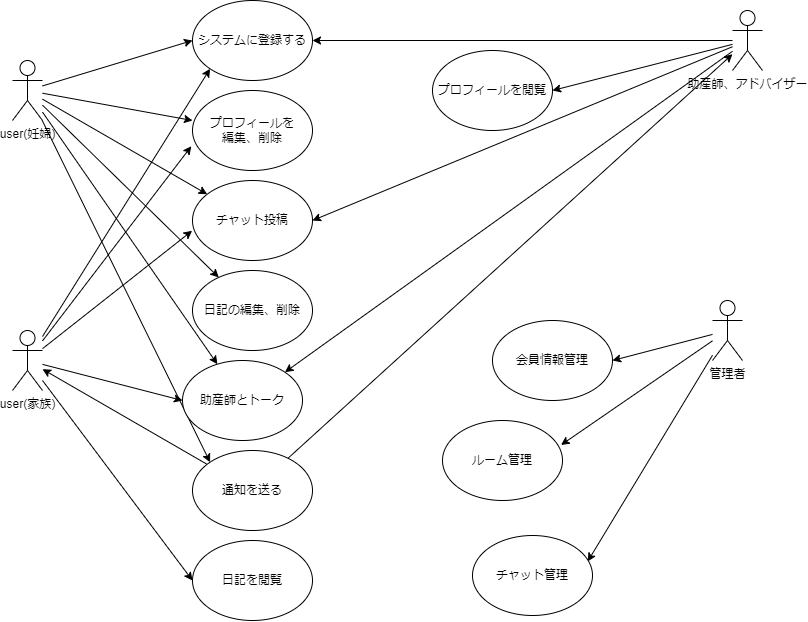 システムに登録する
プロフィールを閲覧
助産師、アドバイザー
user(妊婦)
プロフィールを
編集、削除
チャット投稿
日記の編集、削除
会員情報管理
管理者
user(家族)
助産師とトーク
ルーム管理
通知を送る
日記を閲覧
チャット管理